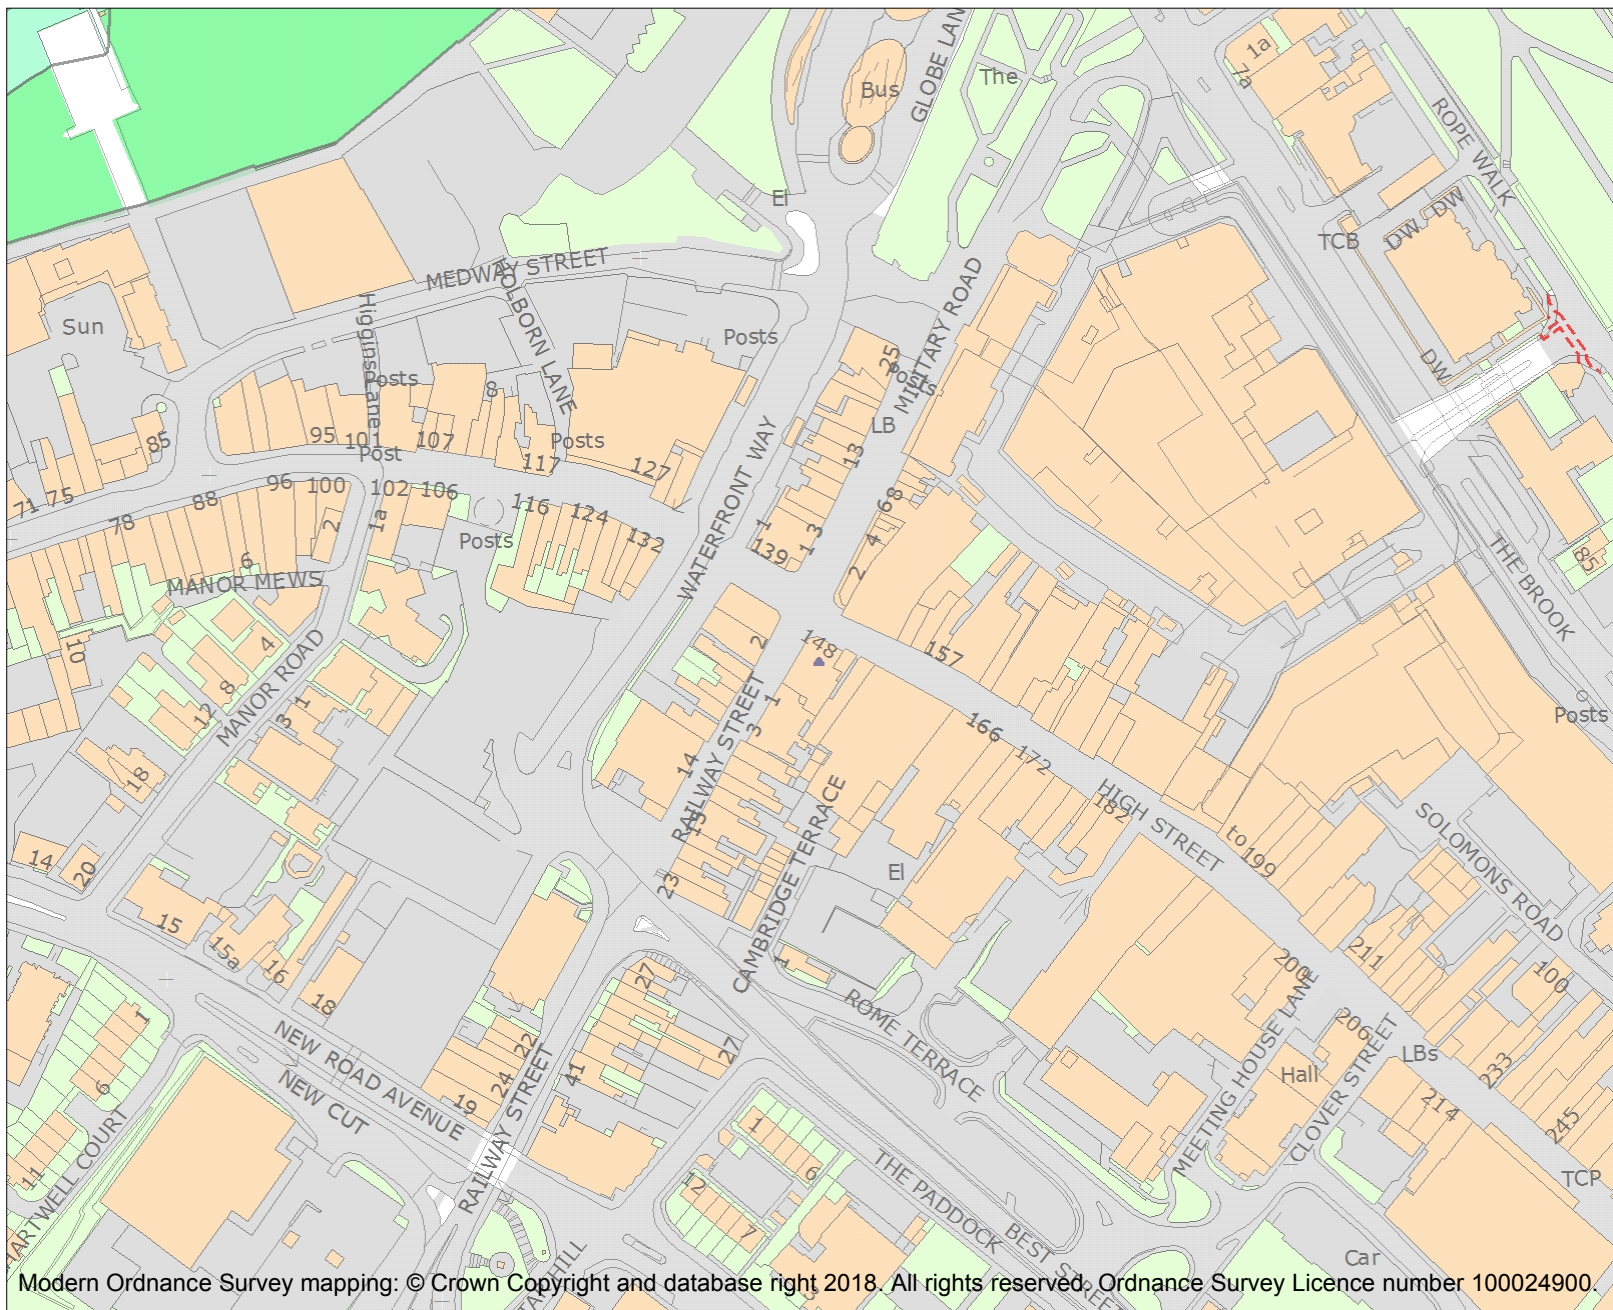 1a
7a
The
Bus
GLOBE LAN
ROPE WALK
El
DW
DW
TCB
MEDWAY STREET
HOLBORN LANE
Higgins Lane
Sun
Posts
25
Posts
MILITARY ROAD
DW
Posts
8
LB
WATERFRONT WAY
85
95
101
107
Post
Posts
117
127
13
71
75
78
88
96
100
102
106
116
124
132
2
1a
Posts
6
MANOR MEWS
1
139
1
3
68
4
2
THE BROOK
85
10
4
8
12
MANOR ROAD
3
1
18
2
148
157
RAILWAY STREET
1
3
14
15
166
172
HIGH STREET
182
Posts
CAMBRIDGE TERRACE
SOLOMONS ROAD
to
199
14
20
El
23
15
15a
16
18
1
27
200
211
100
ROME TERRACE
MEETING HOUSE LANE
206
CLOVER STREET
LBs
1
6
11
HARTWELL COURT
NEW ROAD AVENUE
NEW CUT
22
24
19
41
27
RAILWAY STREET
Hall
214
233
245
TCP
1
6
12
7
THE PADDOCK
BEST STREET
Car
Modern Ordnance Survey mapping: © Crown Copyright and database right 2018. All rights reserved. Ordnance Survey Licence number 100024900.